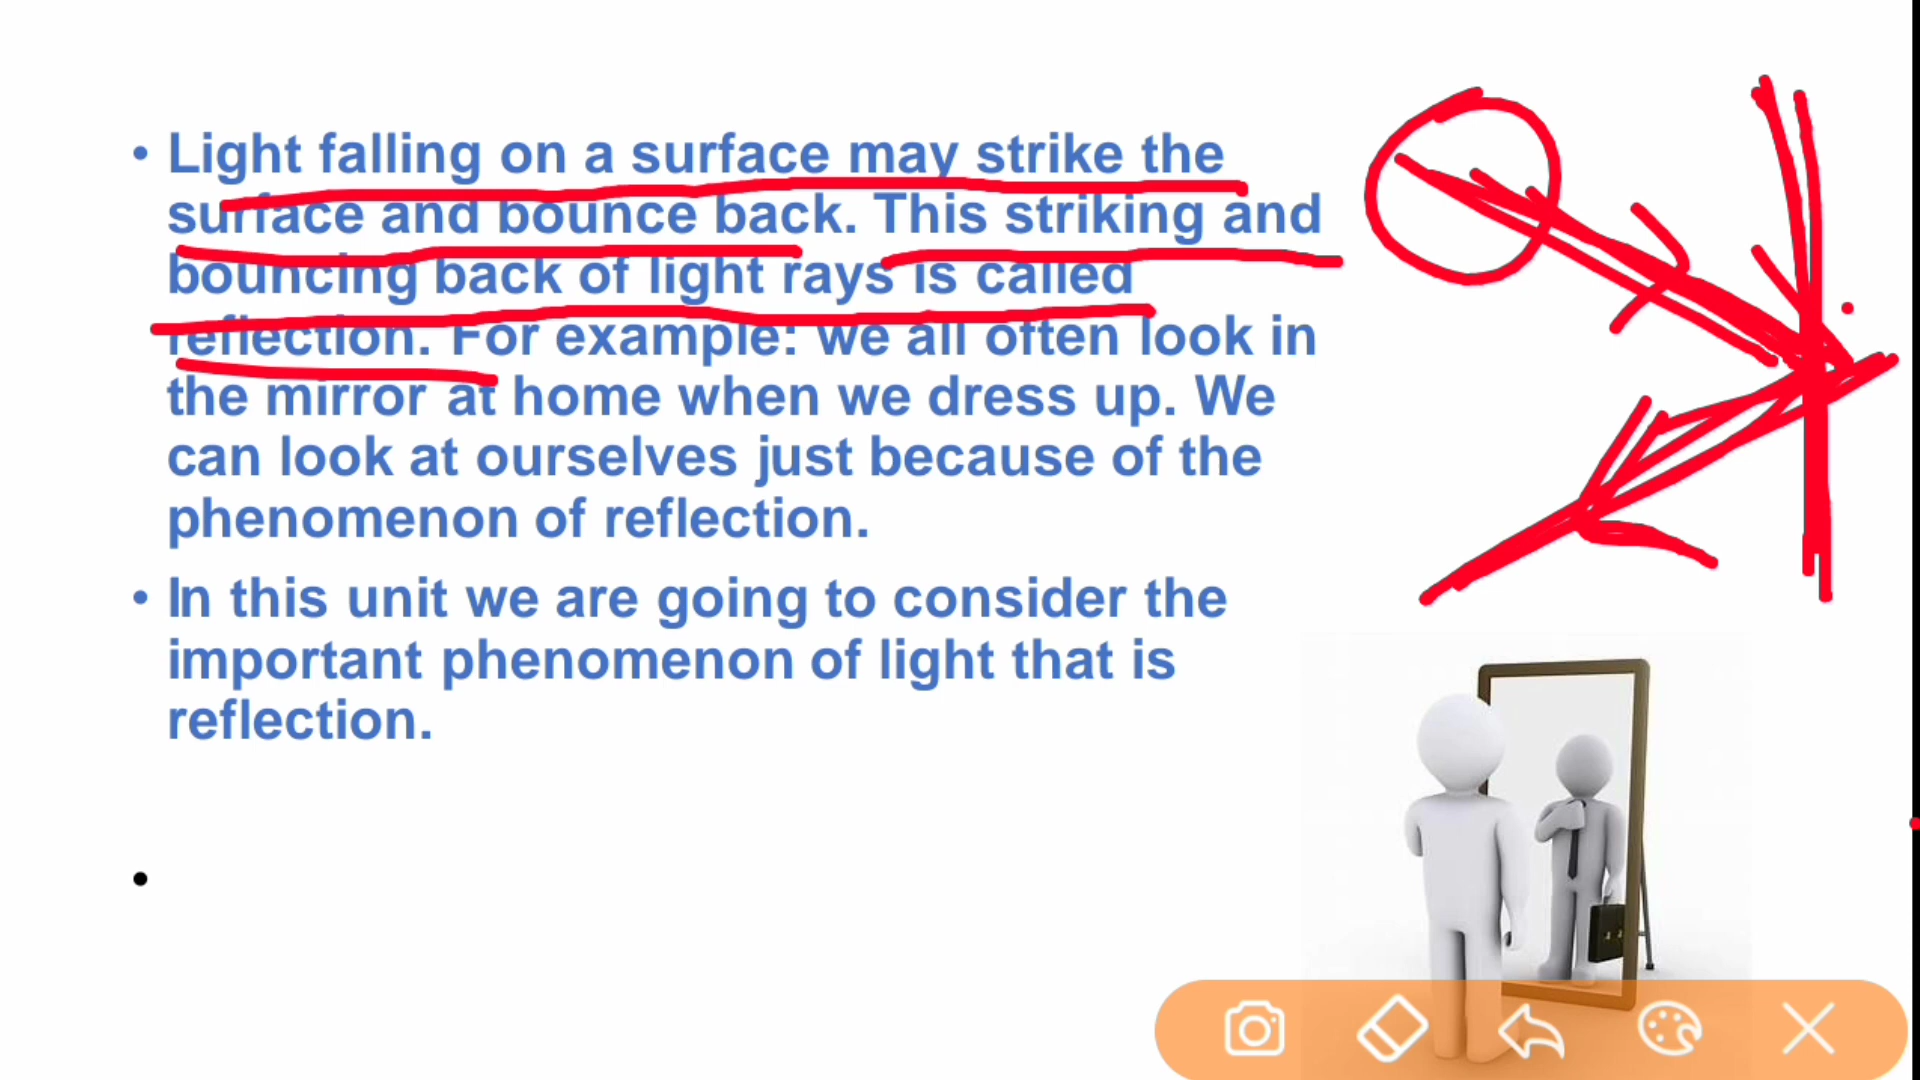 • Light falling on a surface may strike the
surface and bounce back. This striking and
bouncing back of light rays is called
reflection. For example: we all often look in
the mirror at home when we dress up. We
can look at ourselves just because of the
phenomenon of reflection.
• In this unit we are going to consider the
important phenomenon of light that is
reflection.
•